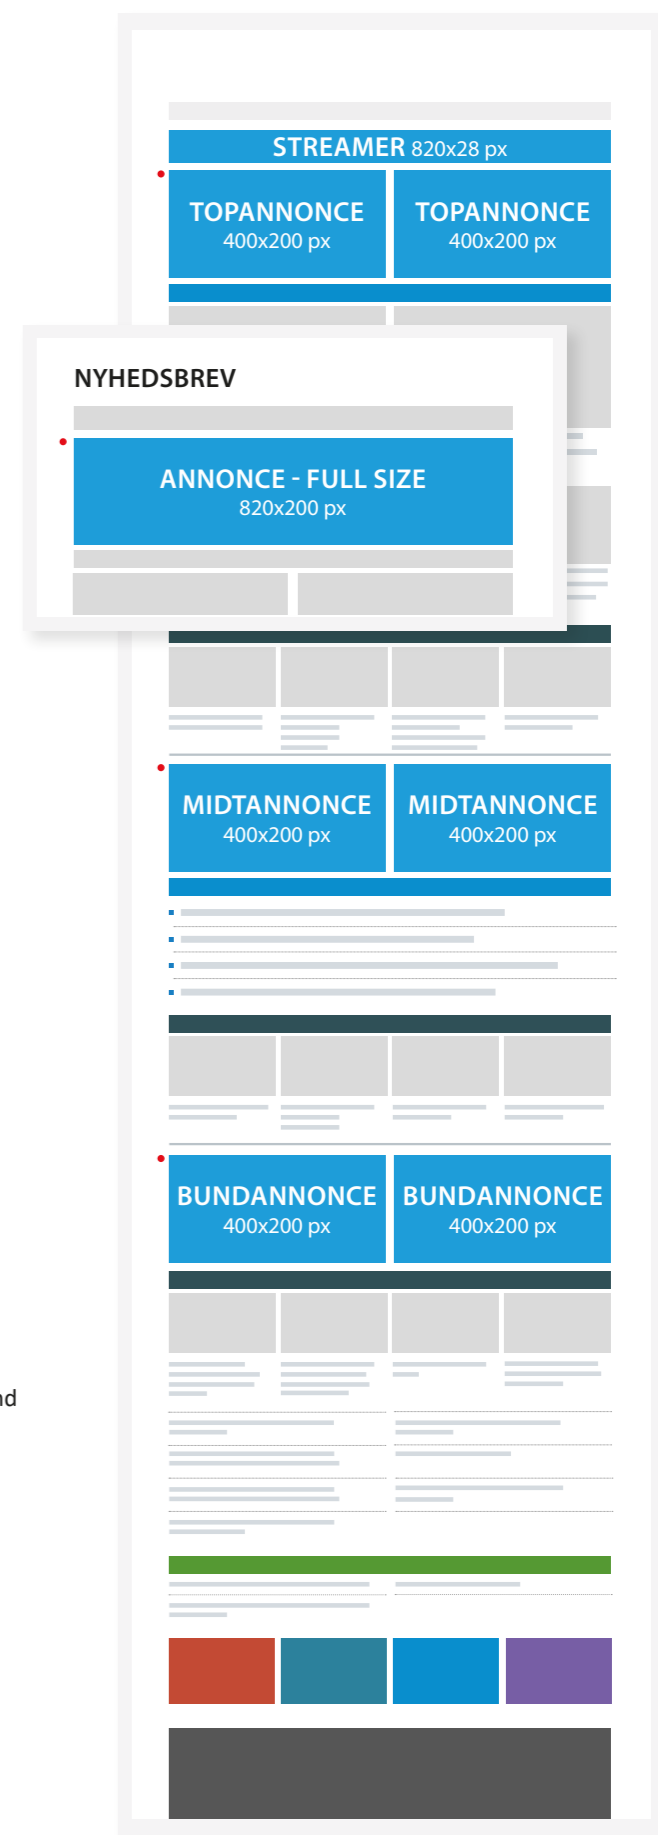 STREAMER 820x28 px
TOPANNONCE
400x200 px
TOPANNONCE
400x200 px
NYHEDSBREV
ANNONCE - FULL SIZE
820x200 px
MIDTANNONCE
400x200 px
MIDTANNONCE
400x200 px
BUNDANNONCE
400x200 px
BUNDANNONCE
400x200 px